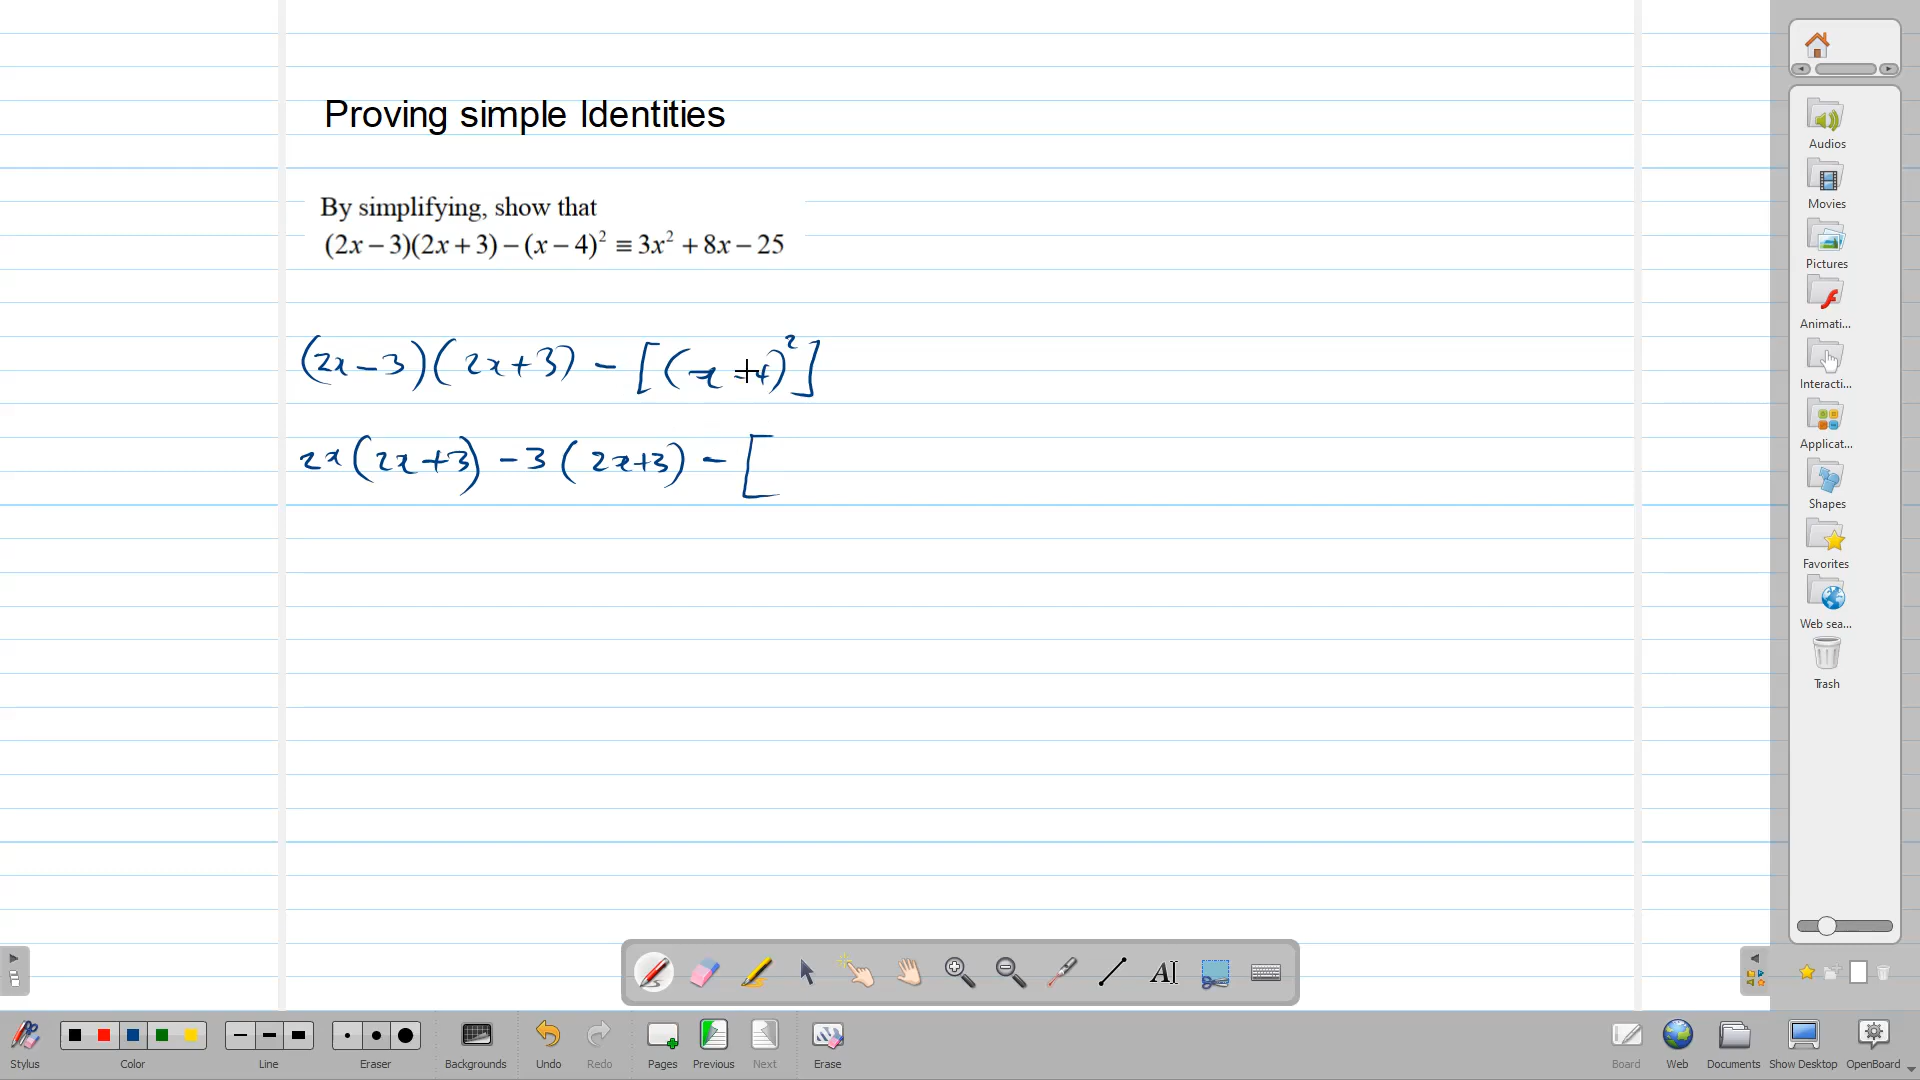 Proving simple Identities
By simplifying, show that
(2x − 3)(2x + 3) − (x − 4)² ≡ 3x² + 8x − 25
(2x − 3)(2x + 3) − [(x − 4)²]
2x(2x + 3) − 3(2x + 3) − [
Audios
Movies
Pictures
Animati...
Interacti...
Applicat...
Shapes
Favorites
Web sea...
Trash
Stylus
Color
Line
Eraser
Backgrounds
Undo
Redo
Pages
Previous
Next
Erase
Board
Web
Documents
Show Desktop
OpenBoard